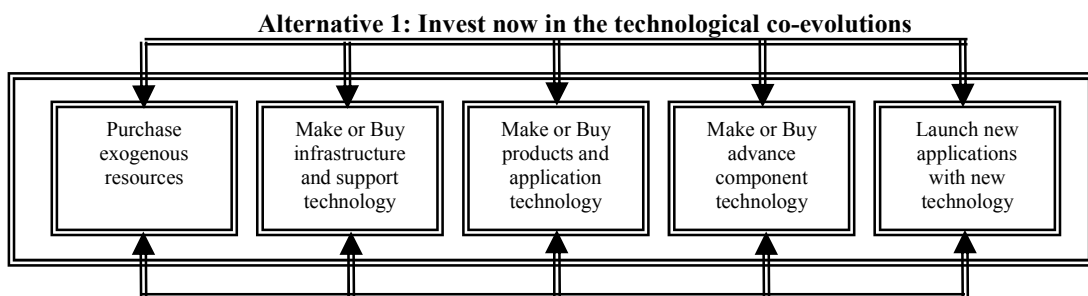 Alternative 1: Invest now in the technological co-evolutions
Purchase
exogenous
resources
Make or Buy
infrastructure
and support
technology
Make or Buy
products and
application
technology
Make or Buy
advance
component
technology
Launch new
applications
with new
technology